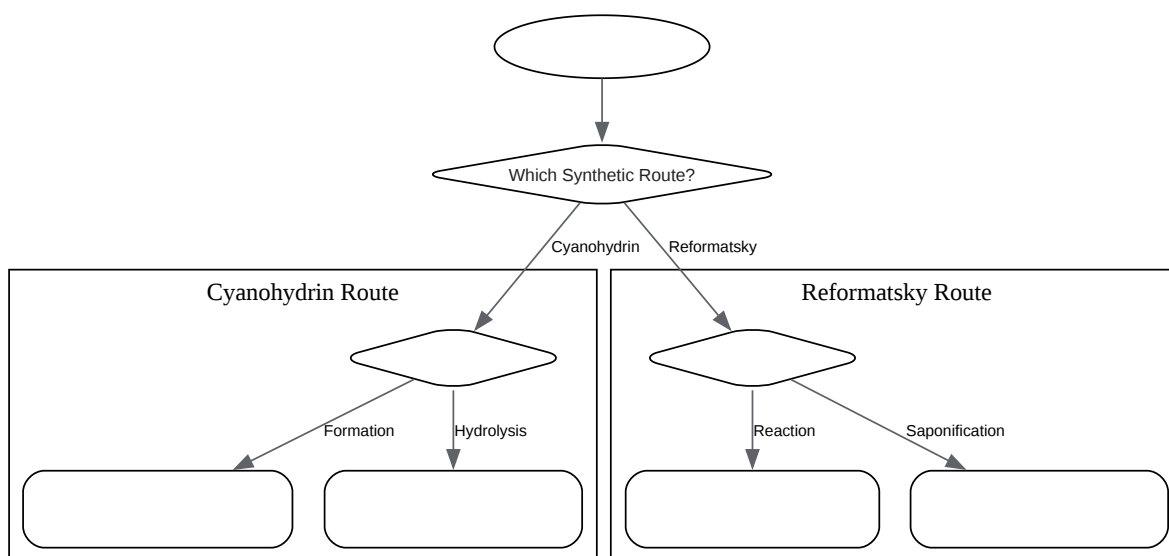 Which Synthetic Route?
Cyanohydrin
Reformatsky
Cyanohydrin Route
Reformatsky Route
Formation
Hydrolysis
Reaction
Saponification